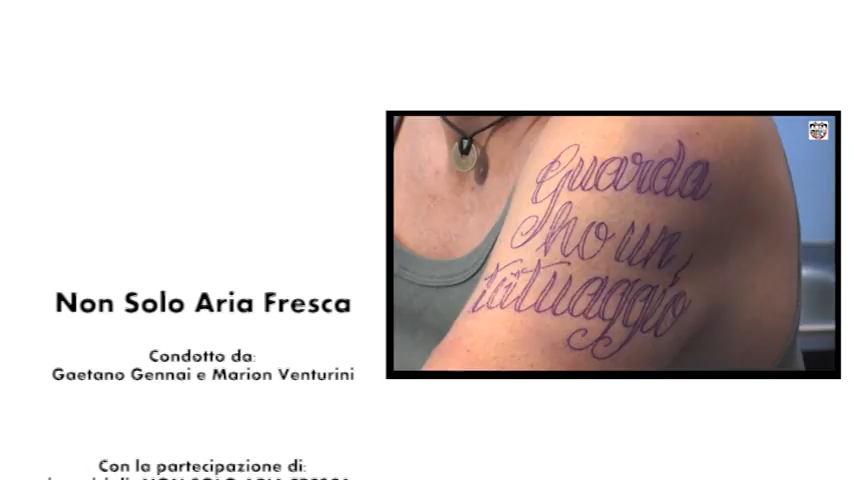 Non Solo Aria Fresca
Condotto da:
Gaetano Gennai e Marion Venturini
Con la partecipazione di:
Guarda
ho un
tatuaggio